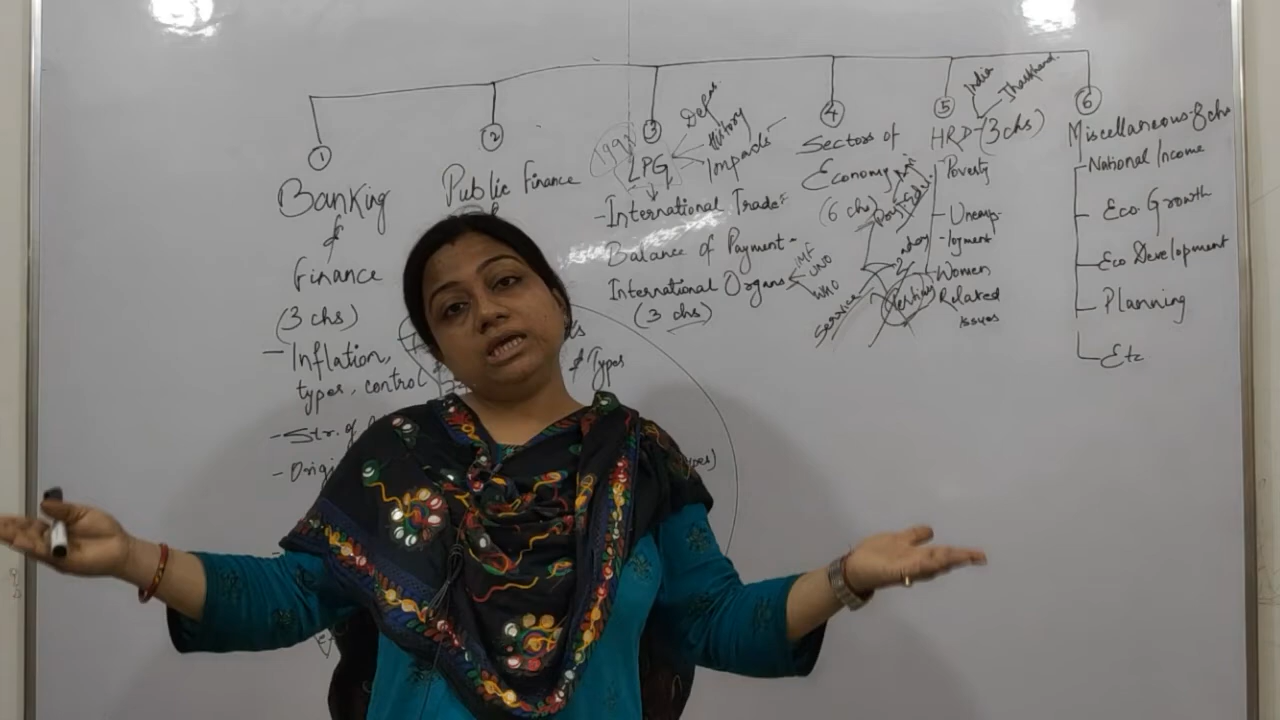 1
Banking
&
Finance
(3 chs)
- Inflation,
types, control
- Str. of
- Origi
2
Public Finance
& Types
3
1991
LPG
Defn.
History
Impacts
- International Trade
Balance of Payment -
International Organs
IMF
UNO
WHO
(3 chs)
4
Sectors of
Economy
(6 chs)
Service
Tertiary
5
HRD - (3 chs)
India
Jharkhand
Poverty
- Unemp-
-loyment
- Women
Related
issues
6
Miscellaneous - 8 chs
- National Income
- Eco Growth
- Eco Development
- Planning
- Etc